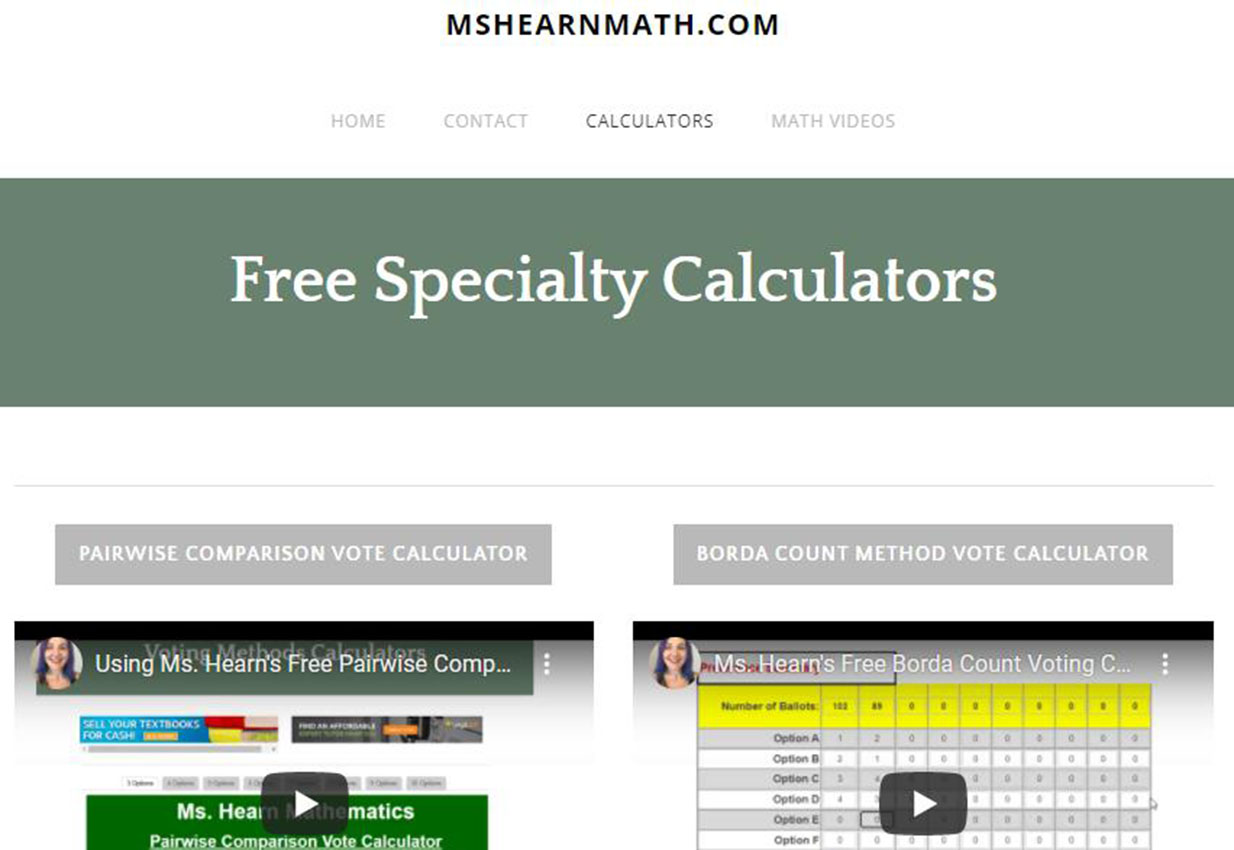 MSHEARNMATH.COM
HOME CONTACT CALCULATORS MATH VIDEOS
Free Specialty Calculators
PAIRWISE COMPARISON VOTE CALCULATOR
BORDA COUNT METHOD VOTE CALCULATOR
Voting Methods Calculators
Using Ms. Hearn's Free Pairwise Comp...
SELL YOUR TEXTBOOKS
FOR CASH!
FIND AN AFFORDABLE
3 Options
Ms. Hearn Mathematics
Pairwise Comparison Vote Calculator
Ms. Hearn's Free Borda Count Voting C...
Number of Ballots: 102 89 0 0 0 0 0 0 0 0
Option A 1 2 0 0 0 0 0 0 0 0
Option B 2 1 0 0 0 0 0 0 0 0
Option C 3 4 0 0 0 0 0 0 0
Option D 4 3 0 0 0 0 0 0
Option E 0 0 0 0 0 0 0
Option F 0 0 0 0 0 0 0 0 0 0